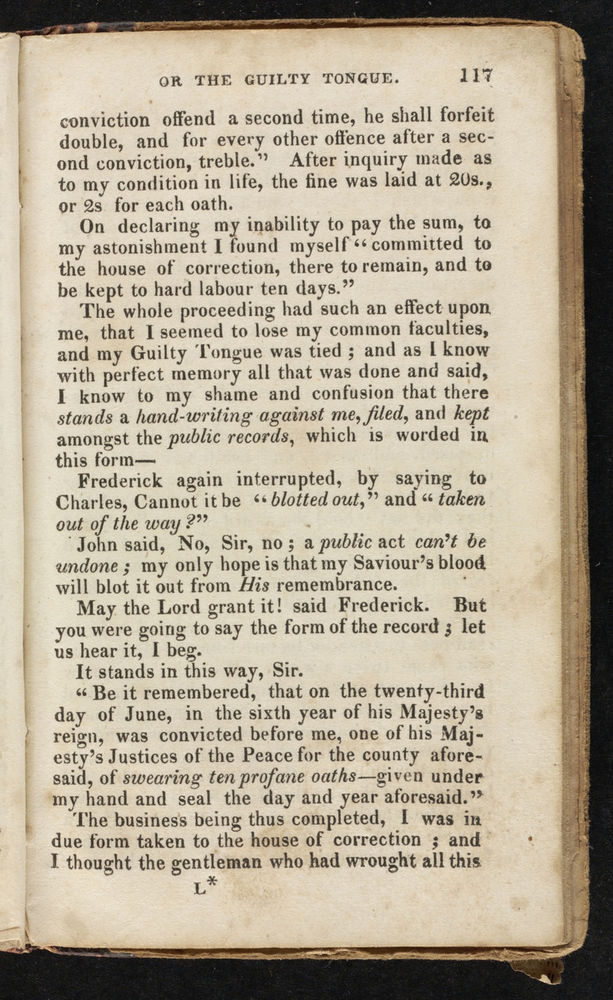 OR THE GUILTY TONGUE. 117
conviction offend a second time, he shall forfeit
double, and for every other offence after a sec-
ond conviction, treble." After inquiry made as
to my condition in life, the fine was laid at 20s.,
or 2s for each oath.
On declaring my inability to pay the sum, to
my astonishment I found myself "committed to
the house of correction, there to remain, and to
be kept to hard labour ten days."
The whole proceeding had such an effect upon
me, that I seemed to lose my common faculties,
and my Guilty Tongue was tied; and as I know
with perfect memory all that was done and said,
I know to my shame and confusion that there
stands a hand-writing against me, filed, and kept
amongst the public records, which is worded in
this form—
Frederick again interrupted, by saying to
Charles, Cannot it be "blotted out," and "taken
out of the way?"
John said, No, Sir, no; a public act can't be
undone; my only hope is that my Saviour's blood
will blot it out from His remembrance.
May the Lord grant it! said Frederick. But
you were going to say the form of the record; let
us hear it, I beg.
It stands in this way, Sir.
"Be it remembered, that on the twenty-third
day of June, in the sixth year of his Majesty's
reign, was convicted before me, one of his Maj-
esty's Justices of the Peace for the county afore-
said, of swearing ten profane oaths—given under
my hand and seal the day and year aforesaid."
The business being thus completed, I was in
due form taken to the house of correction; and
I thought the gentleman who had wrought all this
L*